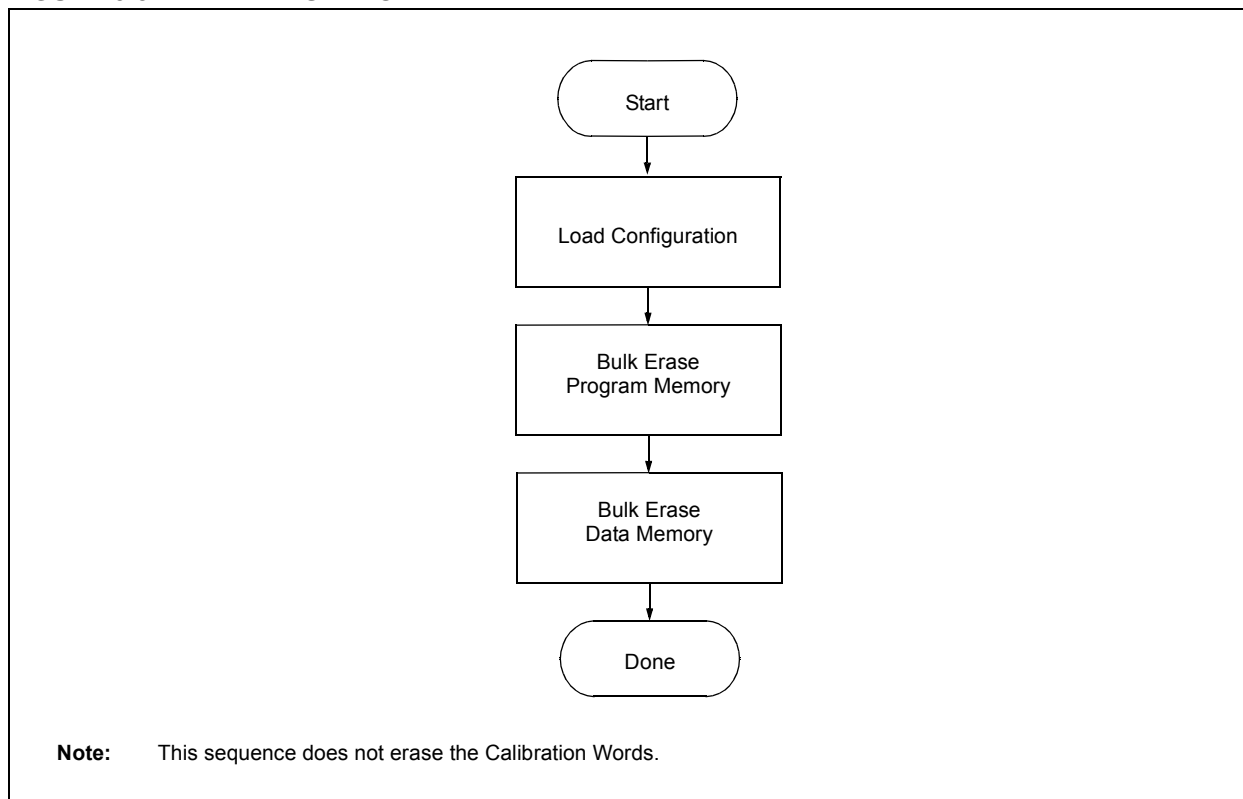 Start
Load Configuration
Bulk Erase
Program Memory
Bulk Erase
Data Memory
Done
Note: This sequence does not erase the Calibration Words.